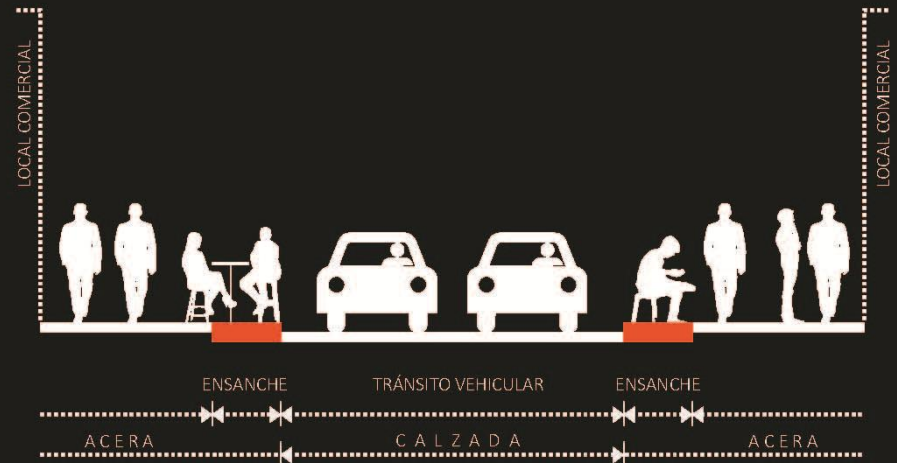 LOCAL COMERCIAL
LOCAL COMERCIAL
ENSANCHE
TRÁNSITO VEHICULAR
ENSANCHE
ACERA
CALZADA
ACERA